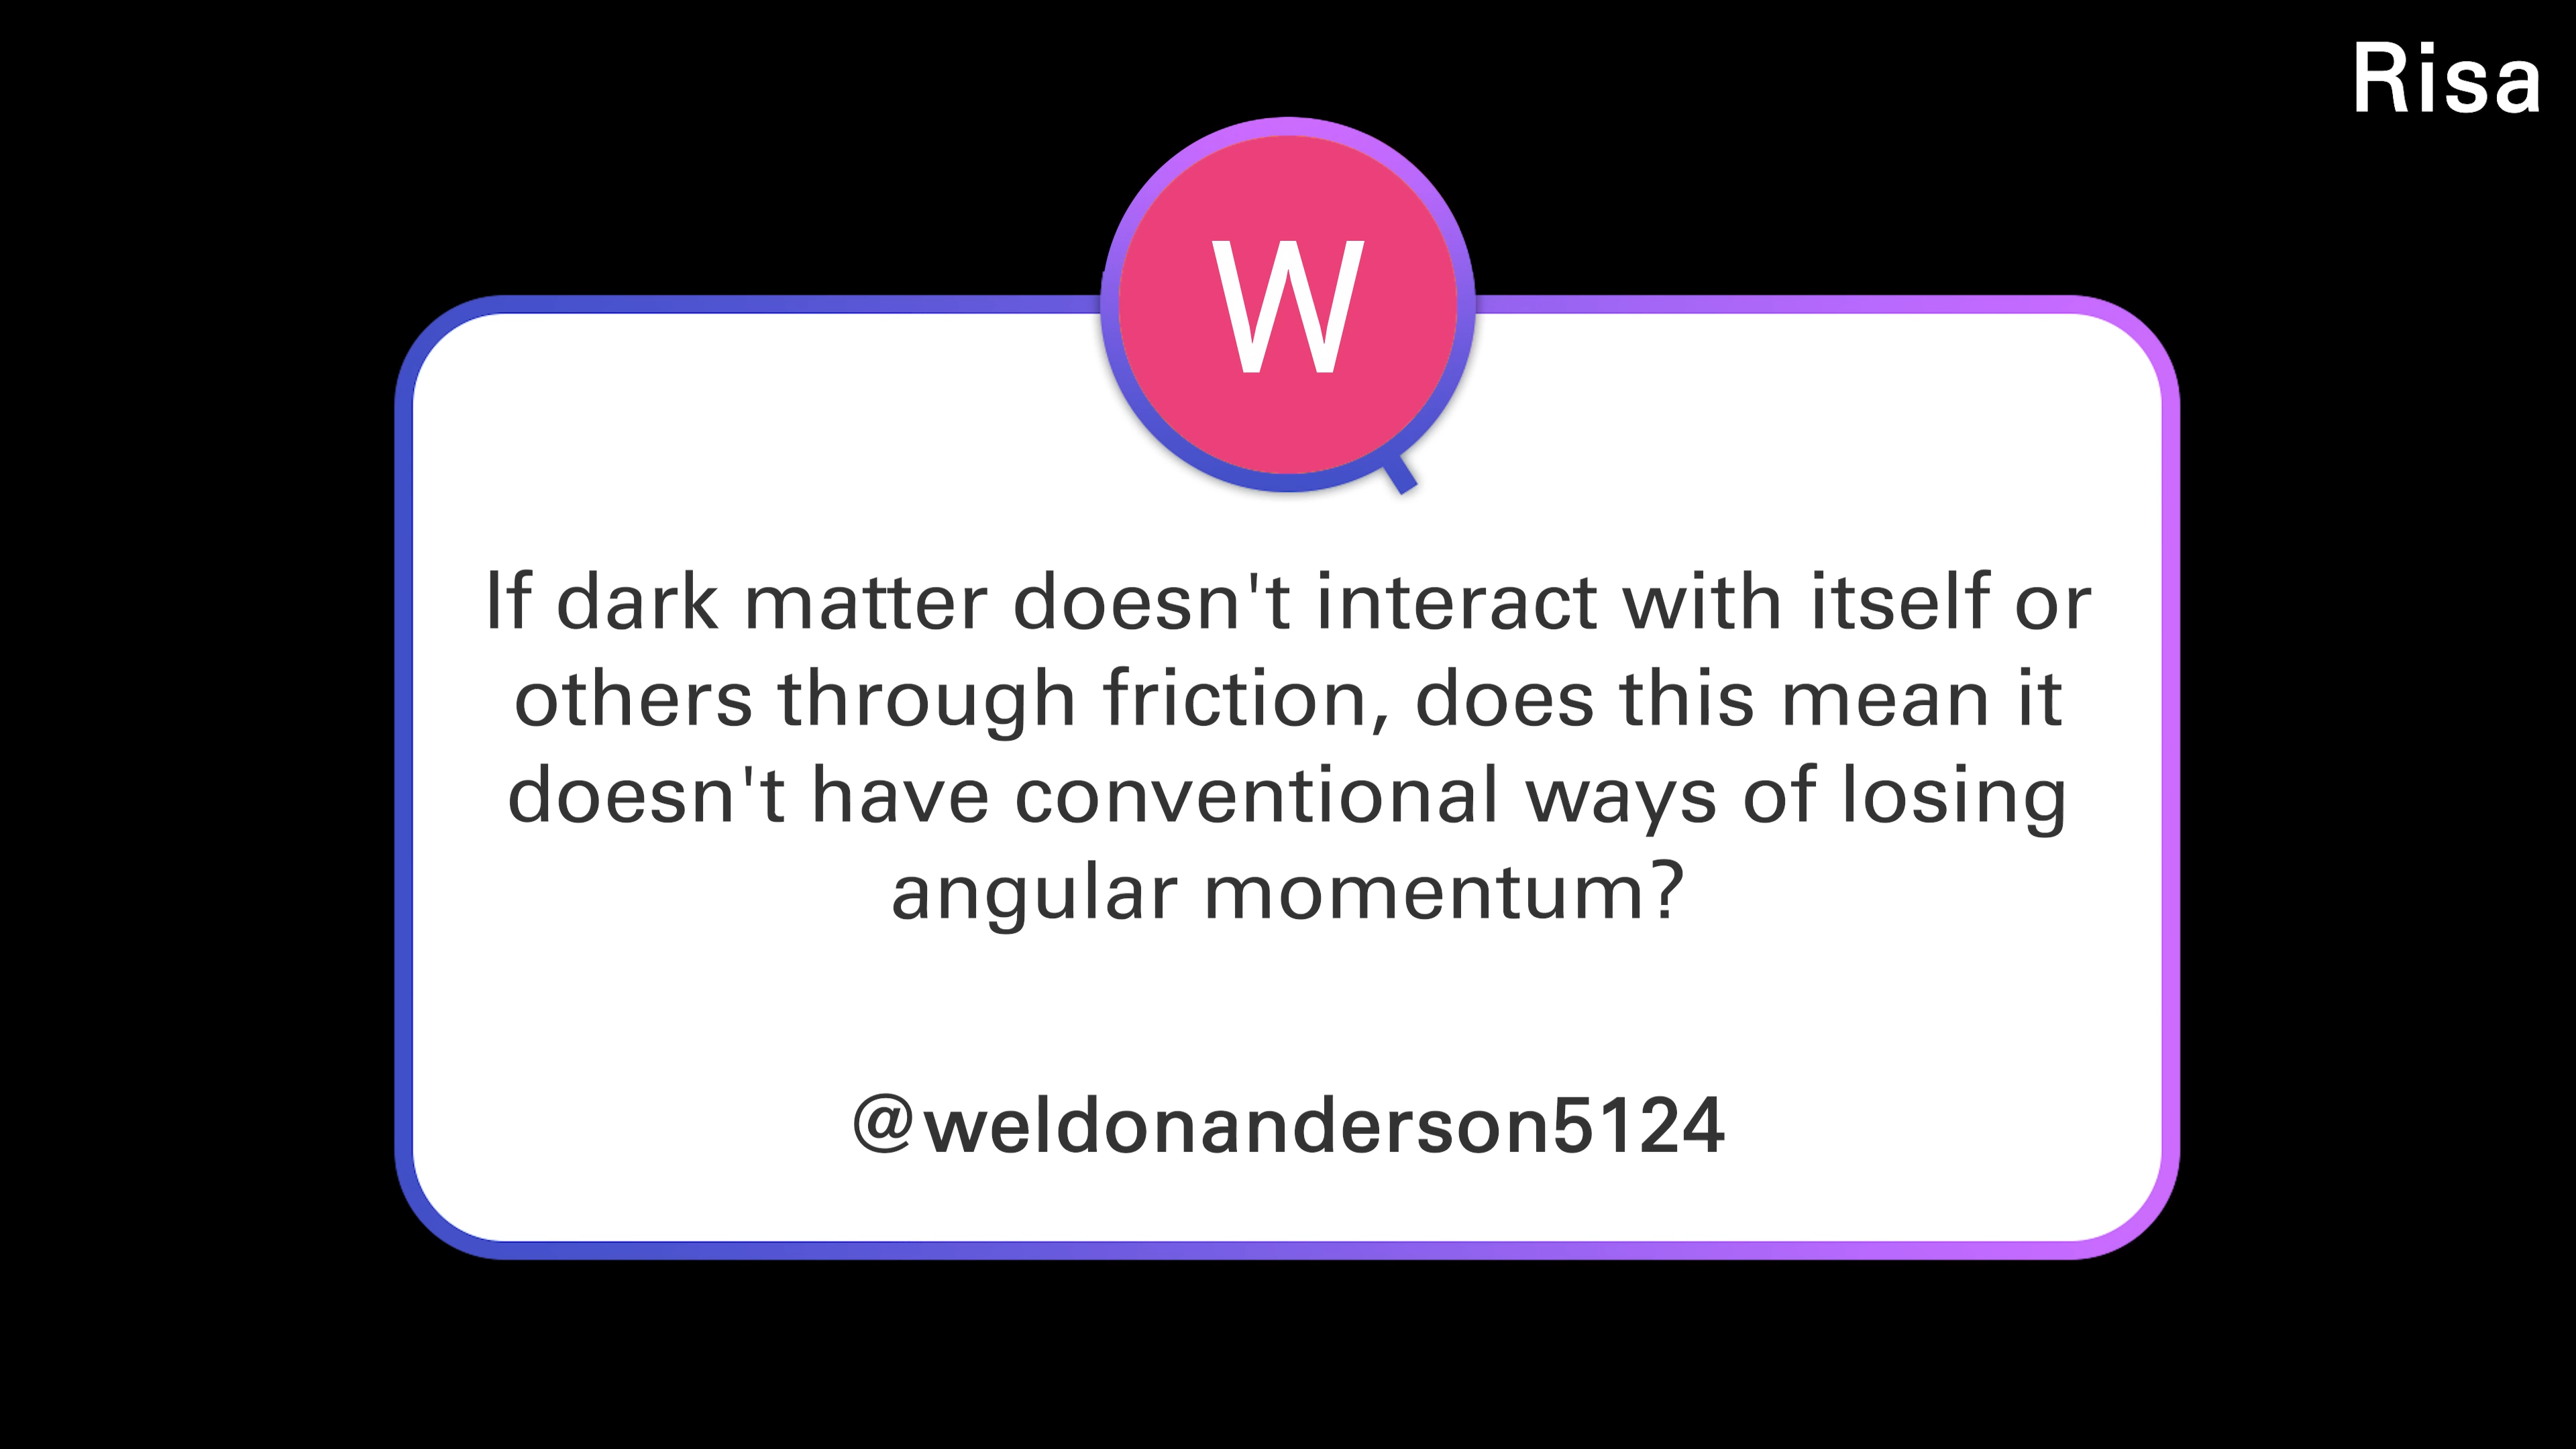 Risa
W
If dark matter doesn't interact with itself or
others through friction, does this mean it
doesn't have conventional ways of losing
angular momentum?
@weldonanderson5124